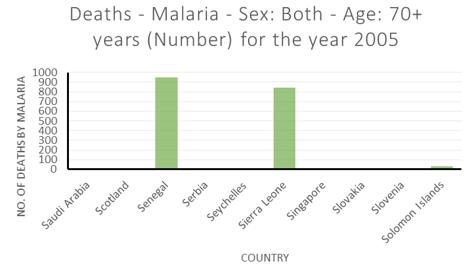 Deaths - Malaria - Sex: Both - Age: 70+
years (Number) for the year 2005
NO. OF DEATHS BY MALARIA
1000
900
800
700
600
500
400
300
200
100
0
Saudi Arabia
Scotland
Senegal
Serbia
Seychelles
Sierra Leone
Singapore
Slovakia
Slovenia
Solomon Islands
COUNTRY